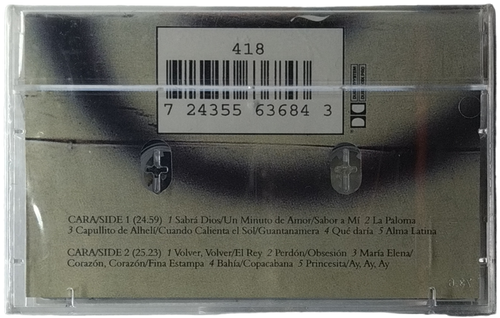 418
7 24355 63684 3
CARA/SIDE 1 (24:59) 1 Sabrá Dios/Un Minuto de Amor/Sabor a Mí 2 La Paloma
3 Capullito de Alhelí/Cuando Calienta el Sol/Guantanamera 4 Qué daría 5 Alma Latina
CARA/SIDE 2 (25.23) 1 Volver, Volver/El Rey 2 Perdón/Obsesión 3 María Elena/
Corazón, Corazón/Fina Estampa 4 Bahía/Copacabana 5 Princesita/Ay, Ay, Ay